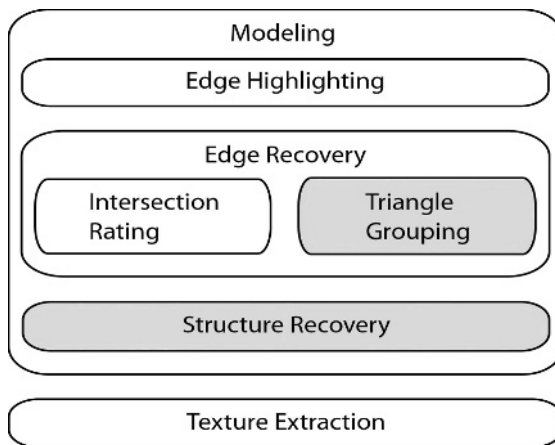 Modeling
Edge Highlighting
Edge Recovery
Intersection
Rating
Triangle
Grouping
Structure Recovery
Texture Extraction